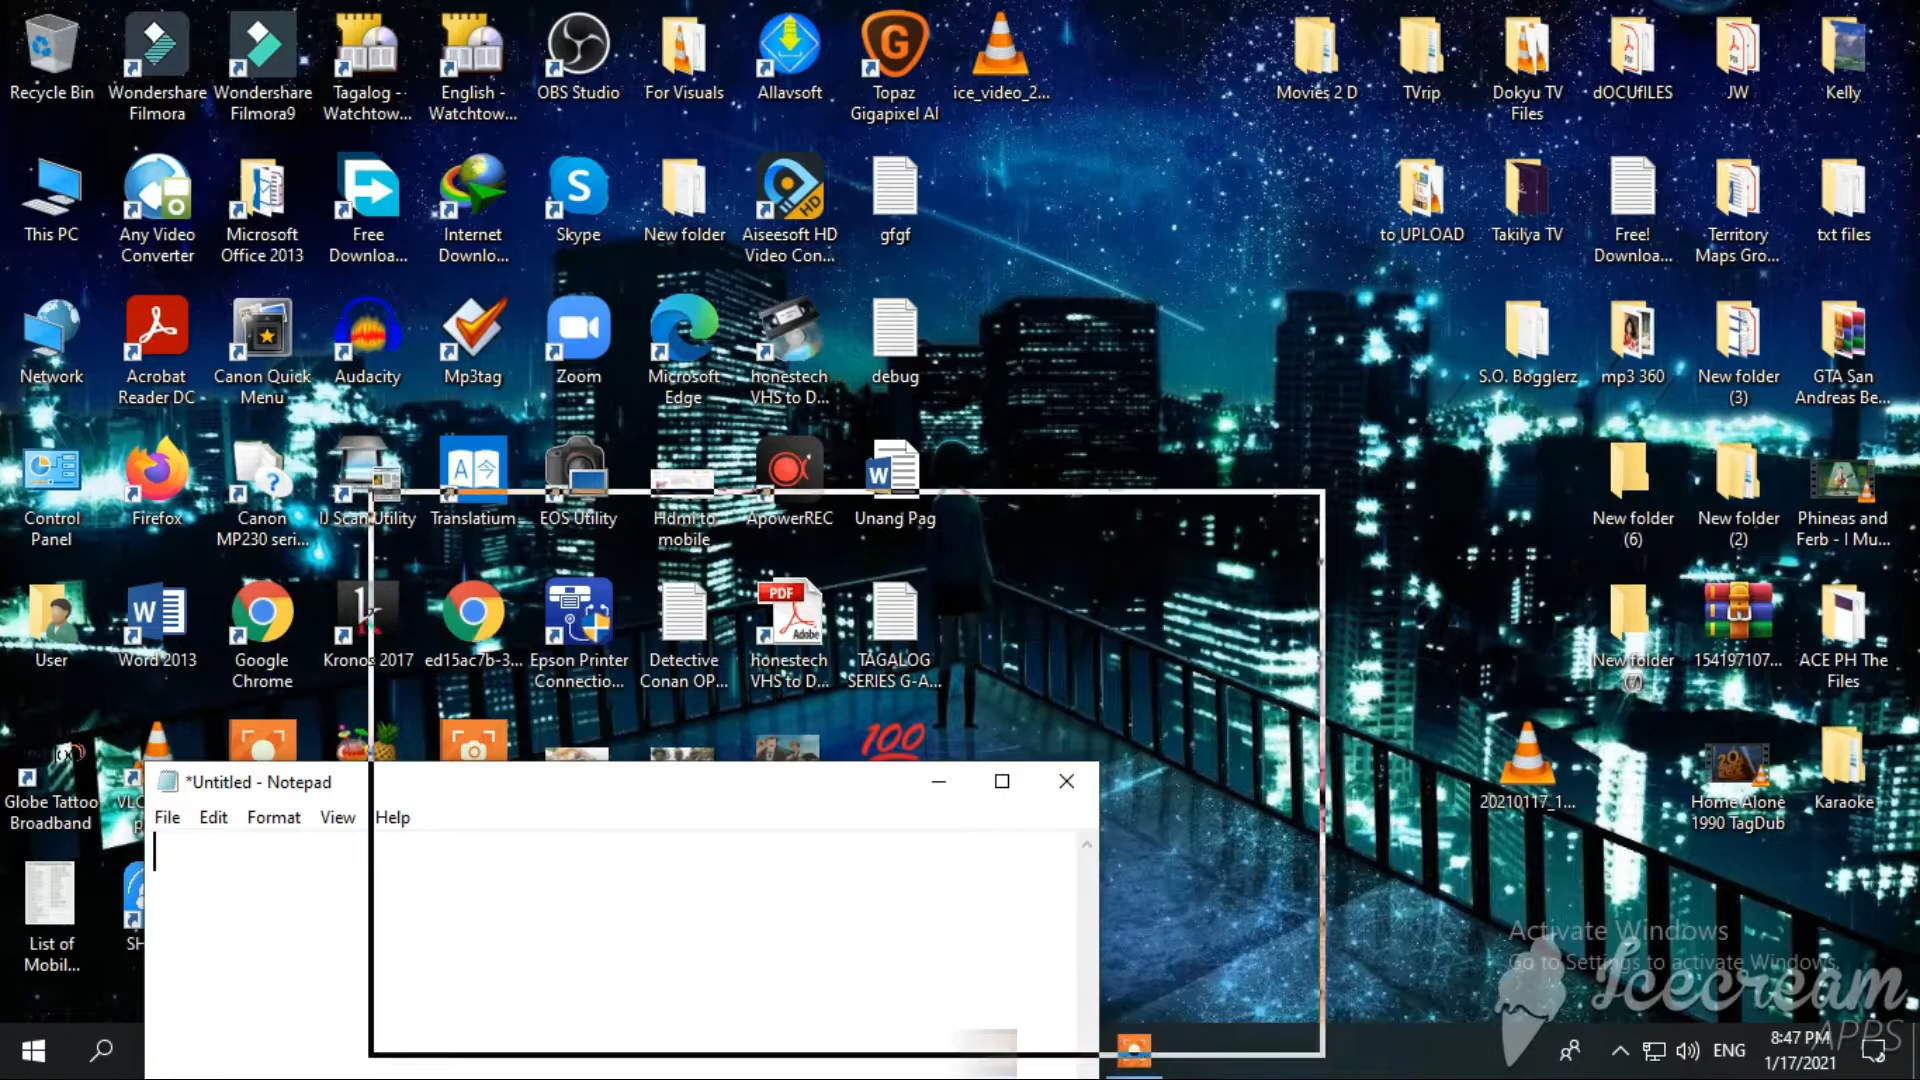 Recycle Bin
Wondershare
Filmora
Wondershare
Filmora9
Tagalog -
Watchtow...
English -
Watchtow...
OBS Studio
For Visuals
Allavsoft
Topaz
Gigapixel AI
ice_video_2...
Movies 2 D
TVrip
Dokyu TV
Files
dOCUfILES
JW
Kelly
This PC
Any Video
Converter
Microsoft
Office 2013
Free
Downloa...
Internet
Downlo...
Skype
New folder
Aiseesoft HD
Video Con...
gfgf
to UPLOAD
Takilya TV
Free!
Downloa...
Territory
Maps Gro...
txt files
Network
Acrobat
Reader DC
Canon Quick
Menu
Audacity
Mp3tag
Zoom
Microsoft
Edge
honestech
VHS to D...
debug
S.O. Bogglerz
mp3 360
New folder
(3)
GTA San
Andreas Be...
Control
Panel
Firefox
Canon
MP230 seri...
IJ Scan Utility
Translatium
EOS Utility
Hdmi to
mobile
ApowerREC
Unang Pag
New folder
(6)
New folder
(2)
Phineas and
Ferb - I Mu...
User
Word 2013
Google
Chrome
Kronos 2017
ed15ac7b-3...
Epson Printer
Connectio...
Detective
Conan OP...
PDF
Adobe
honestech
VHS to D...
TAGALOG
SERIES G-A...
New folder
(7)
154197107...
ACE PH The
Files
100
Globe Tattoo
Broadband
VLC
20210117_1...
Home Alone
1990 TagDub
Karaoke
*Untitled - Notepad
File Edit Format View Help
List of
Mobil...
SH
Activate Windows
Go to Settings to activate Windows.
Icecream
APPS
ENG
8:47 PM
1/17/2021